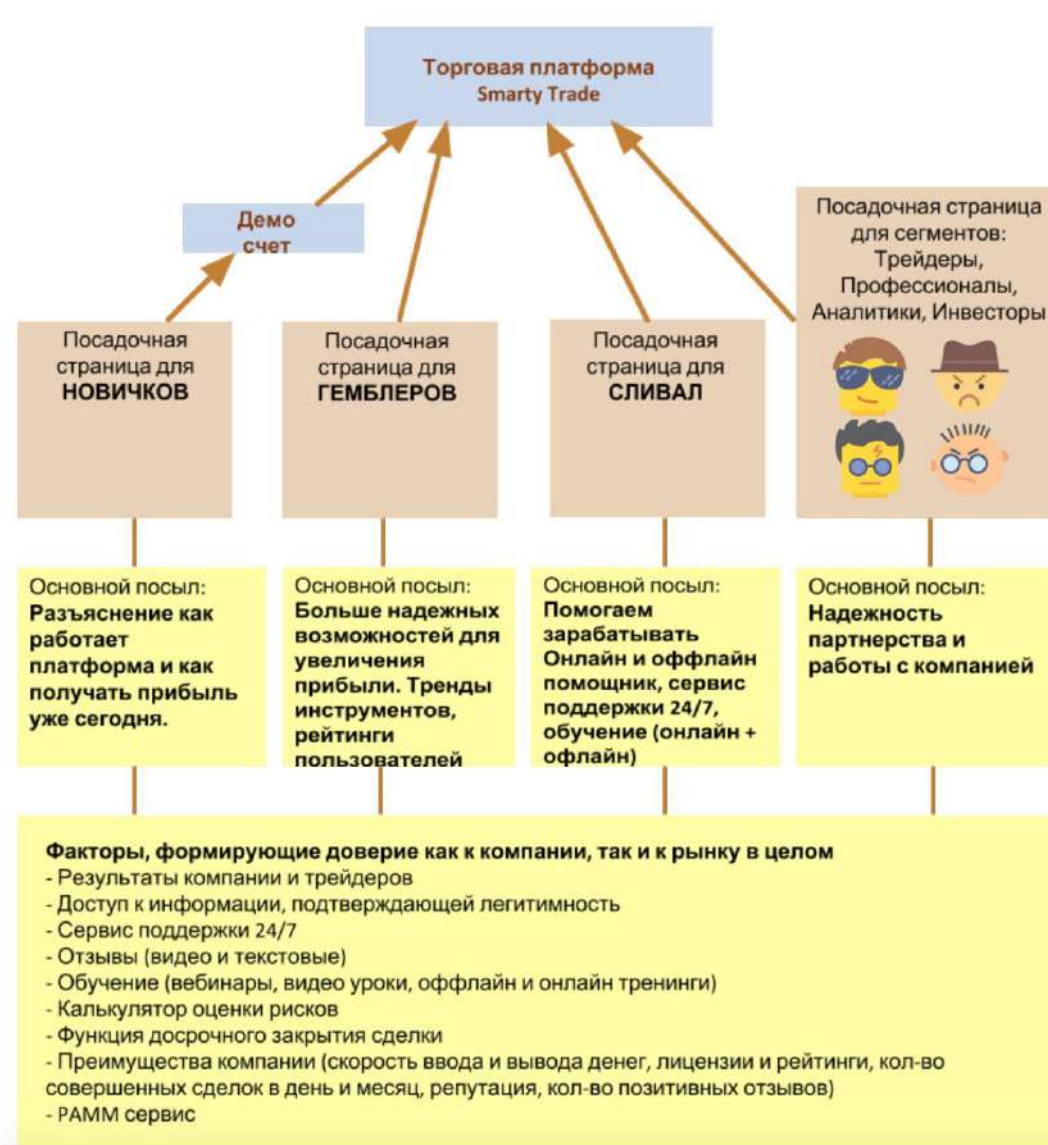 Торговая платформа
Smarty Trade
Демо
счет
Посадочная страница
для сегментов:
Трейдеры,
Профессионалы,
Аналитики, Инвесторы
Посадочная
страница для
НОВИЧКОВ
Посадочная
страница для
ГЕМБЛЕРОВ
Посадочная
страница для
СЛИВАЛ
Основной посыл:
Разъяснение как
работает
платформа и как
получать прибыль
уже сегодня.
Основной посыл:
Больше надежных
возможностей для
увеличения
прибыли. Тренды
инструментов,
рейтинги
пользователей
Основной посыл:
Помогаем
зарабатывать
Онлайн и оффлайн
помощник, сервис
поддержки 24/7,
обучение (онлайн +
офлайн)
Основной посыл:
Надежность
партнерства и
работы с компанией
Факторы, формирующие доверие как к компании, так и к рынку в целом
- Результаты компании и трейдеров
- Доступ к информации, подтверждающей легитимность
- Сервис поддержки 24/7
- Отзывы (видео и текстовые)
- Обучение (вебинары, видео уроки, оффлайн и онлайн тренинги)
- Калькулятор оценки рисков
- Функция досрочного закрытия сделки
- Преимущества компании (скорость ввода и вывода денег, лицензии и рейтинги, кол-во
совершенных сделок в день и месяц, репутация, кол-во позитивных отзывов)
- PAMM сервис